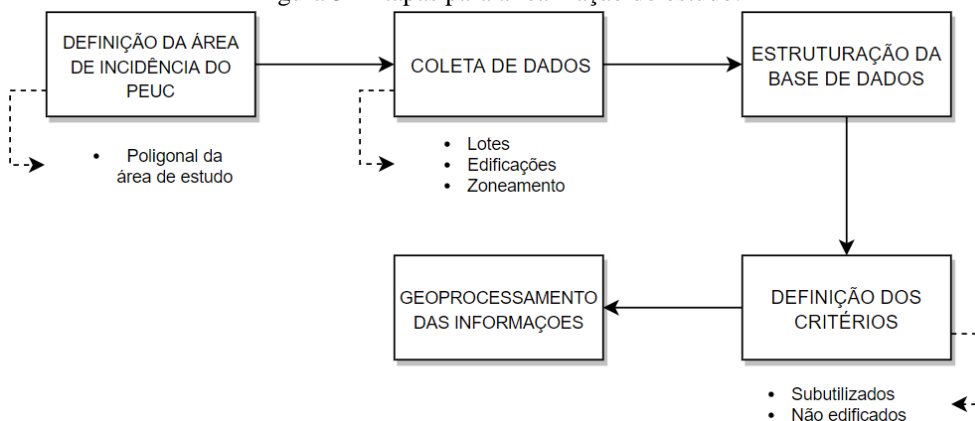 DEFINIÇÃO DA ÁREA
DE INCIDÊNCIA DO
PEUC
COLETA DE DADOS
ESTRUTURAÇÃO DA
BASE DE DADOS
• Poligonal da
área de estudo
• Lotes
• Edificações
• Zoneamento
GEOPROCESSAMENTO
DAS INFORMAÇOES
DEFINIÇÃO DOS
CRITÉRIOS
• Subutilizados
• Não edificados